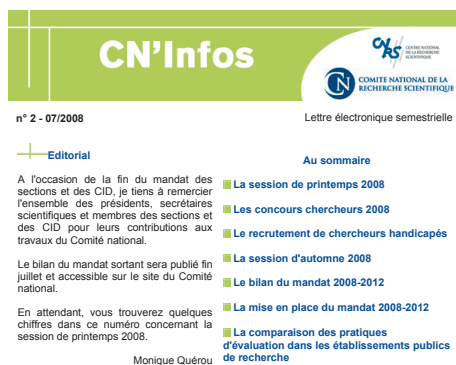 CN'Infos
CNRS
CENTRE NATIONAL
DE LA RECHERCHE
SCIENTIFIQUE
CN
COMITE NATIONAL DE LA
RECHERCHE SCIENTIFIQUE
n° 2 - 07/2008
Lettre électronique semestrielle
Editorial
A l'occasion de la fin du mandat des
sections et des CID, je tiens à remercier
l'ensemble des présidents, secrétaires
scientifiques et membres des sections et
des CID pour leurs contributions aux
travaux du Comité national.
Le bilan du mandat sortant sera publié fin
juillet et accessible sur le site du Comité
national.
En attendant, vous trouverez quelques
chiffres dans ce numéro concernant la
session de printemps 2008.
Monique Quérou
Au sommaire
La session de printemps 2008
Les concours chercheurs 2008
Le recrutement de chercheurs handicapés
La session d'automne 2008
Le bilan du mandat 2008-2012
La mise en place du mandat 2008-2012
La comparaison des pratiques
d'évaluation dans les établissements publics
de recherche